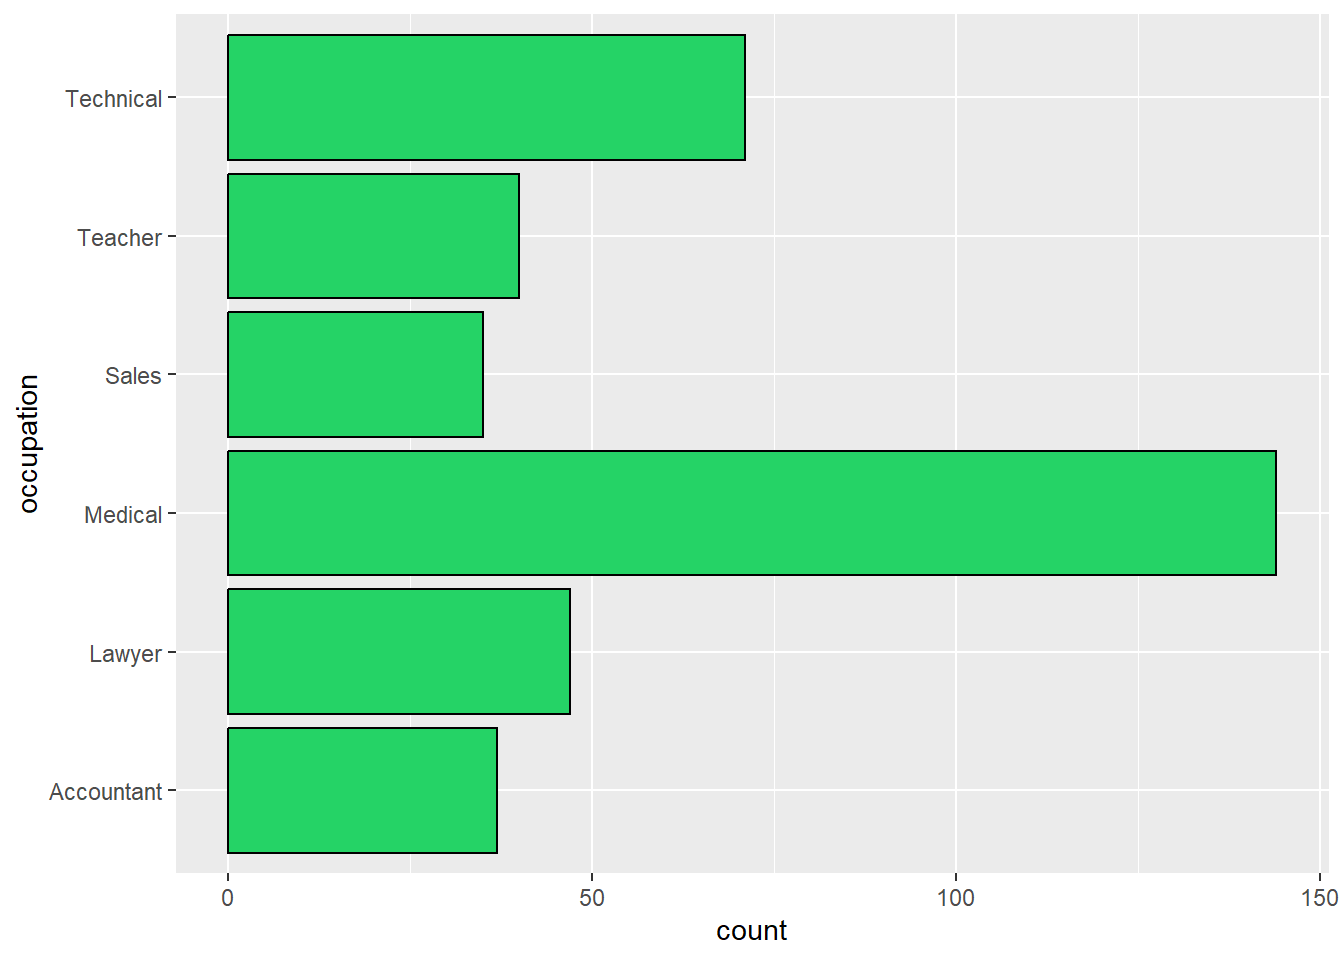 Technical
Teacher
Sales
Medical
Lawyer
Accountant
occupation
0 50 100 150
count